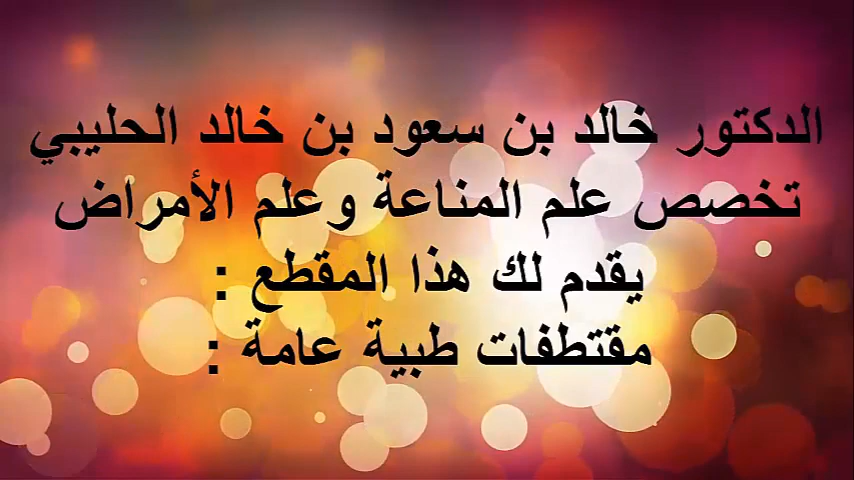 الدكتور خالد بن سعود بن خالد الحليبي
تخصص علم المناعة وعلم الأمراض
يقدم لك هذا المقطع :
مقتطفات طبية عامة :